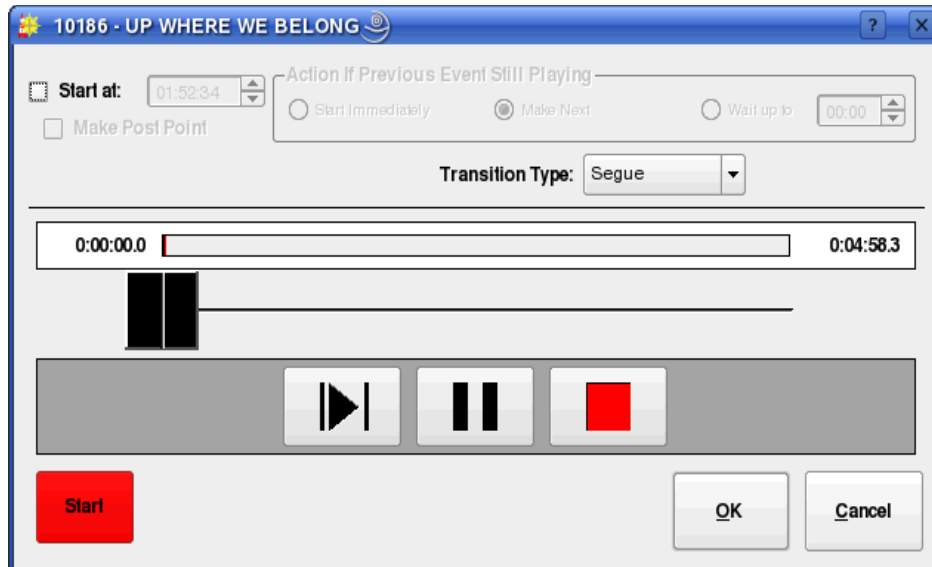 10186 - UP WHERE WE BELONG
?
Action If Previous Event Still Playing
Start at: 01:52:34
Start Immediately Make Next Wait up to 00:00
Make Post Point
Transition Type: Segue
0:00:00.0 0:04:58.3
Start OK Cancel